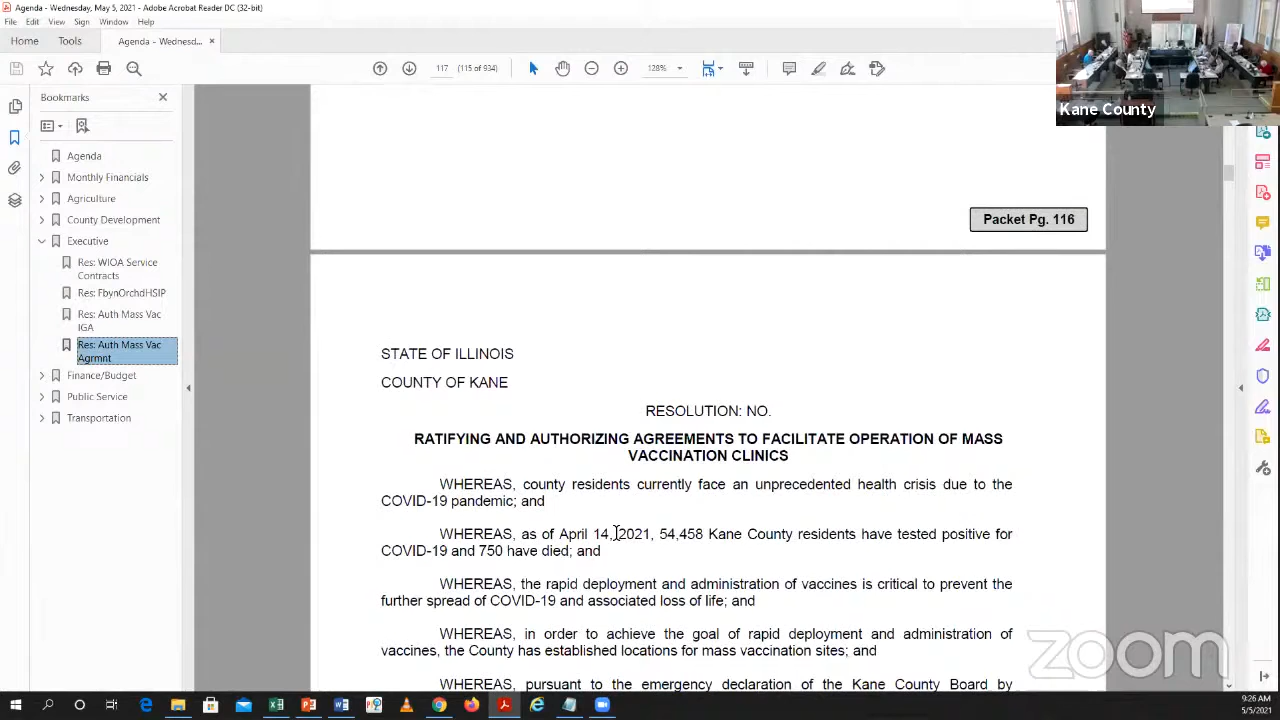 Agenda - Wednesday, May 5, 2021 - Adobe Acrobat Reader DC (32-bit)
File Edit View Sign Window Help
Home Tools Agenda - Wednesd... ×
117 (115 of 934) 128%
Kane County
Bookmarks ×
Agenda
Monthly Financials
Agriculture
County Development
Executive
Res: WIOA Service
Contracts
Res: FbynOrchdHSIP
Res: Auth Mass Vac
IGA
Res: Auth Mass Vac
Agrmnt
Finance/Budget
Public Service
Transportation
Packet Pg. 116
STATE OF ILLINOIS
COUNTY OF KANE
RESOLUTION: NO.
RATIFYING AND AUTHORIZING AGREEMENTS TO FACILITATE OPERATION OF MASS
VACCINATION CLINICS
WHEREAS, county residents currently face an unprecedented health crisis due to the
COVID-19 pandemic; and
WHEREAS, as of April 14, 2021, 54,458 Kane County residents have tested positive for
COVID-19 and 750 have died; and
WHEREAS, the rapid deployment and administration of vaccines is critical to prevent the
further spread of COVID-19 and associated loss of life; and
WHEREAS, in order to achieve the goal of rapid deployment and administration of
vaccines, the County has established locations for mass vaccination sites; and
WHEREAS, pursuant to the emergency declaration of the Kane County Board by
zoom
9:26 AM
5/5/2021